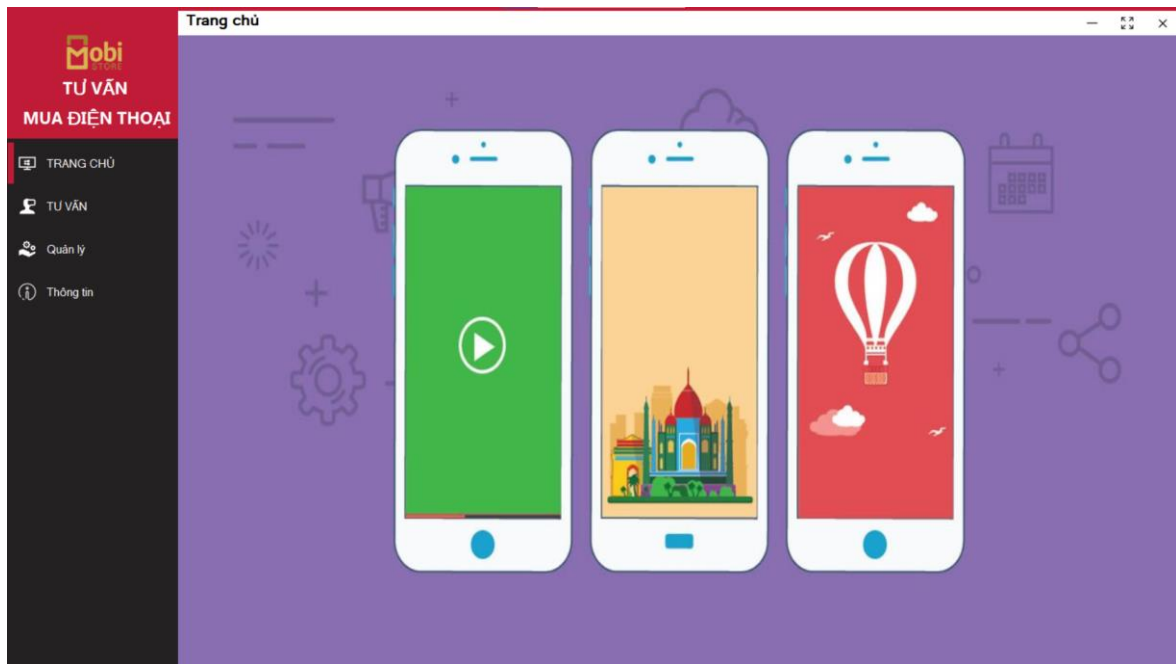 Trang chủ
Mobi
STORE
TƯ VẤN
MUA ĐIỆN THOẠI
TRANG CHỦ
TƯ VẤN
Quản lý
Thông tin